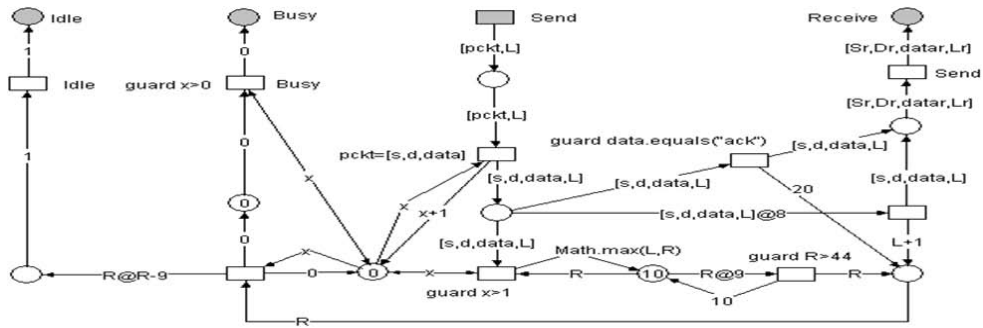 Idle
Busy
Send
Receive
1
0
[pckt,L]
[Sr,Dr,datar,Lr]
Idle
guard x>0
Busy
Send
[Sr,Dr,datar,Lr]
[pckt,L]
guard data.equals("ack")
[s,d,data,L]
pckt=[s,d,data]
1
0
x
[s,d,data,L]
[s,d,data,L]
20
[s,d,data,L]
x
x+1
0
[s,d,data,L]@8
0
[s,d,data,L]
L+1
x
Math.max(L,R)
guard R>44
R@R-9
0
0
x
R
10
R@9
R
guard x>1
10
R